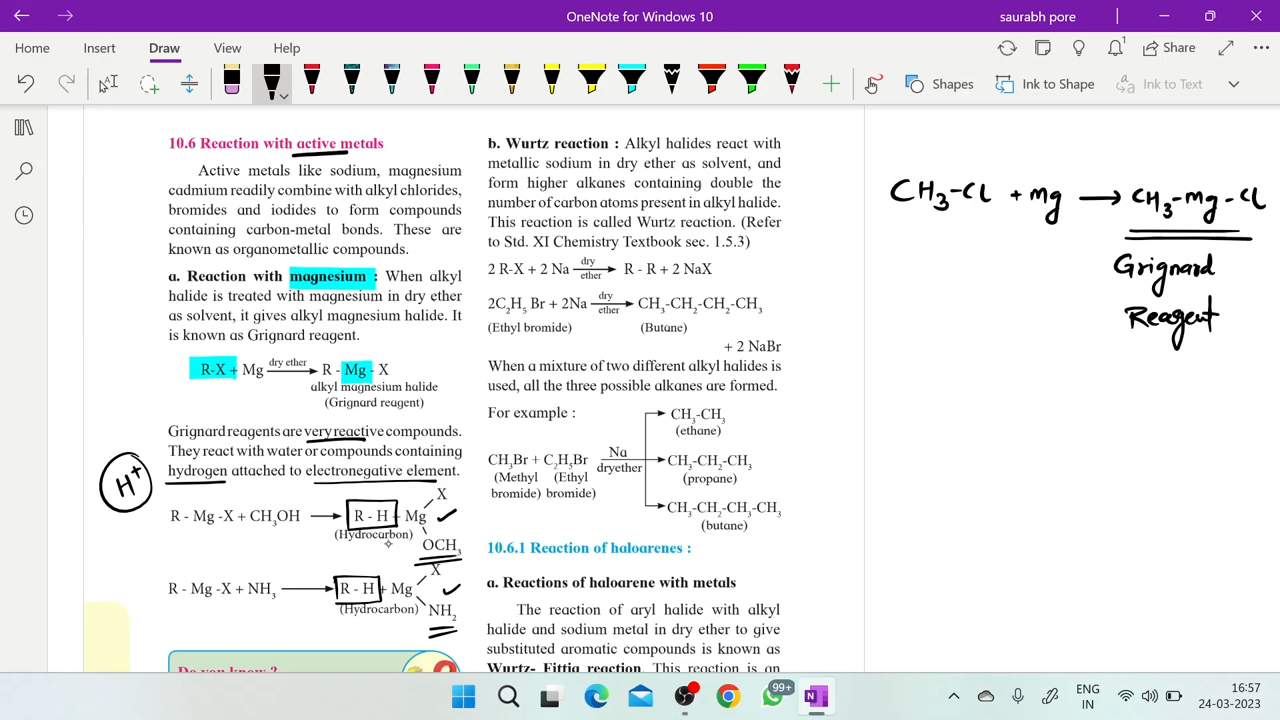 OneNote for Windows 10
saurabh pore
Home
Insert
Draw
View
Help
Share
Shapes
Ink to Shape
Ink to Text
10.6 Reaction with active metals
Active metals like sodium, magnesium
cadmium readily combine with alkyl chlorides,
bromides and iodides to form compounds
containing carbon-metal bonds. These are
known as organometallic compounds.
a. Reaction with magnesium : When alkyl
halide is treated with magnesium in dry ether
as solvent, it gives alkyl magnesium halide. It
is known as Grignard reagent.
R-X + Mg dry ether R - Mg - X
alkyl magnesium halide
(Grignard reagent)
Grignard reagents are very reactive compounds.
They react with water or compounds containing
hydrogen attached to electronegative element.
H+
X
R - Mg -X + CH3OH R - H + Mg
(Hydrocarbon)
OCH3
X
R - Mg -X + NH3 R - H + Mg
(Hydrocarbon)
NH2
Do you know ?
b. Wurtz reaction : Alkyl halides react with
metallic sodium in dry ether as solvent, and
form higher alkanes containing double the
number of carbon atoms present in alkyl halide.
This reaction is called Wurtz reaction. (Refer
to Std. XI Chemistry Textbook sec. 1.5.3)
2 R-X + 2 Na dry ether R - R + 2 NaX
2C2H5 Br + 2Na dry ether CH3-CH2-CH2-CH3
(Ethyl bromide) (Butane)
+ 2 NaBr
When a mixture of two different alkyl halides is
used, all the three possible alkanes are formed.
For example :
CH3-CH3
(ethane)
CH3Br + C2H5Br Na dryether CH3-CH2-CH3
(Methyl bromide) (Ethyl bromide) (propane)
CH3-CH2-CH2-CH3
(butane)
10.6.1 Reaction of haloarenes :
a. Reactions of haloarene with metals
The reaction of aryl halide with alkyl
halide and sodium metal in dry ether to give
substituted aromatic compounds is known as
Wurtz- Fittig reaction. This reaction is an
CH3-Cl + Mg → CH3-Mg-Cl
Grignard
Reagent
99+
ENG
IN
16:57
24-03-2023